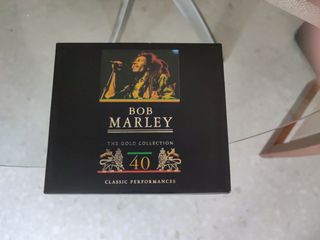 BOB
MARLEY
THE GOLD COLLECTION
40
CLASSIC PERFORMANCES